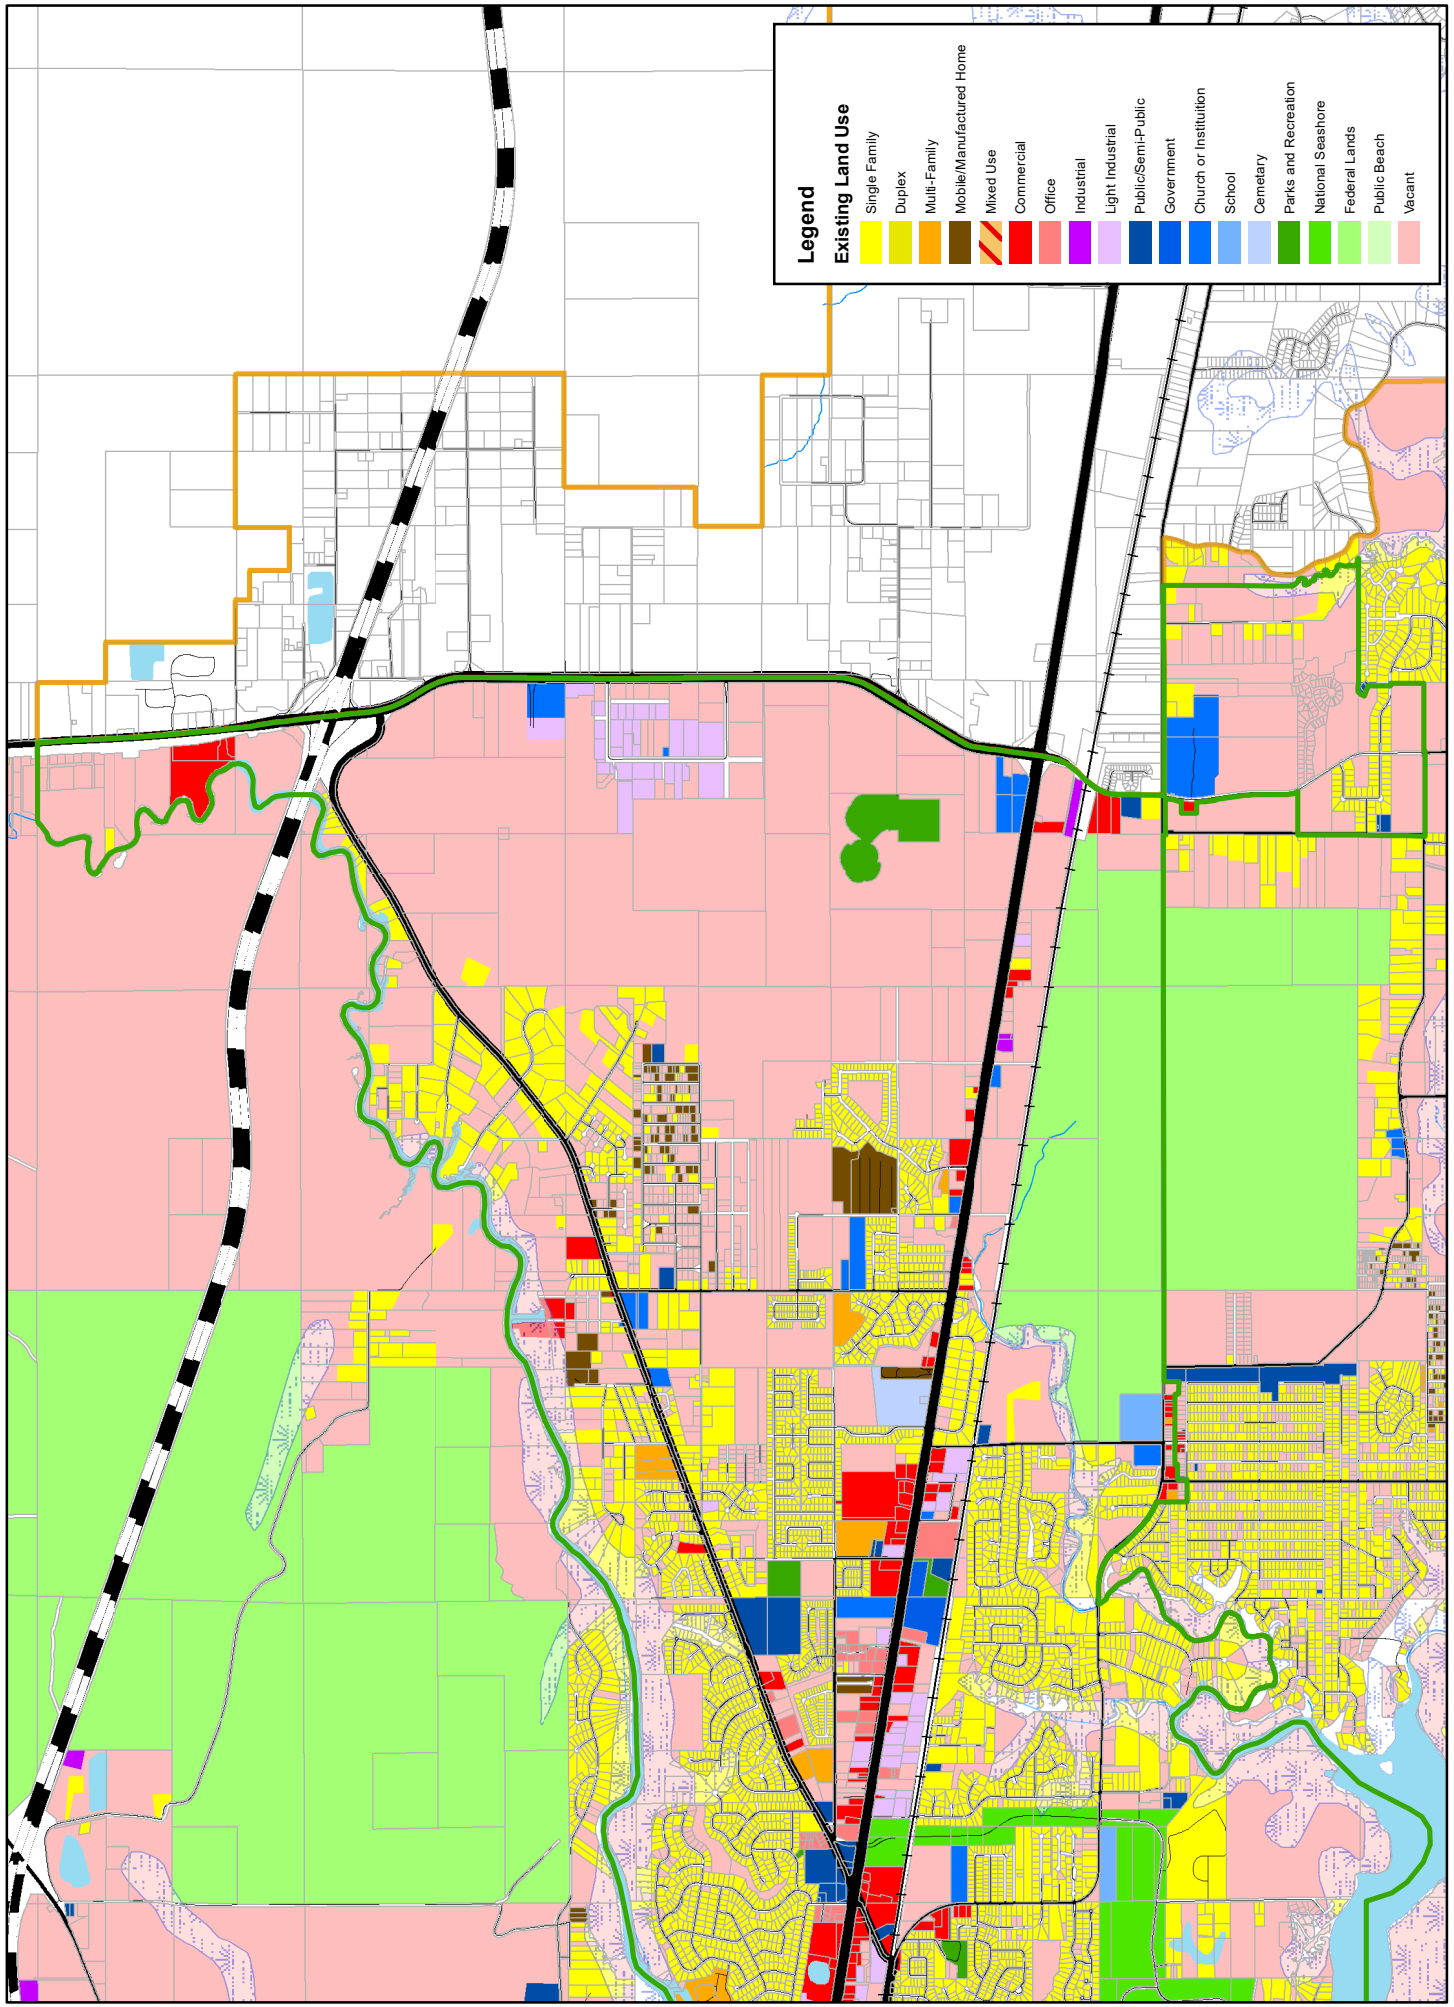 Legend
Existing Land Use
Single Family
Duplex
Multi-Family
Mobile/Manufactured Home
Mixed Use
Commercial
Office
Industrial
Light Industrial
Public/Semi-Public
Government
Church or Instituition
School
Cemetary
Parks and Recreation
National Seashore
Federal Lands
Public Beach
Vacant